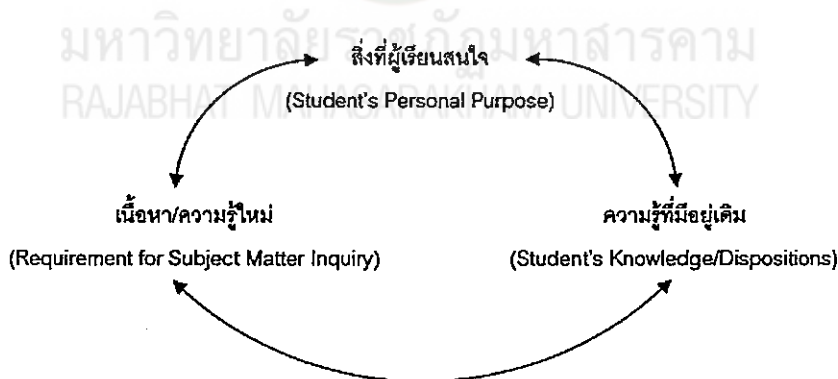 มหาวิทยาลัยราชภัฏมหาสารคาม
RAJABHAT MAHASARAKHAM UNIVERSITY
สิ่งที่ผู้เรียนสนใจ
(Student's Personal Purpose)
เนื้อหา/ความรู้ใหม่
(Requirement for Subject Matter Inquiry)
ความรู้ที่มีอยู่เดิม
(Student's Knowledge/Dispositions)